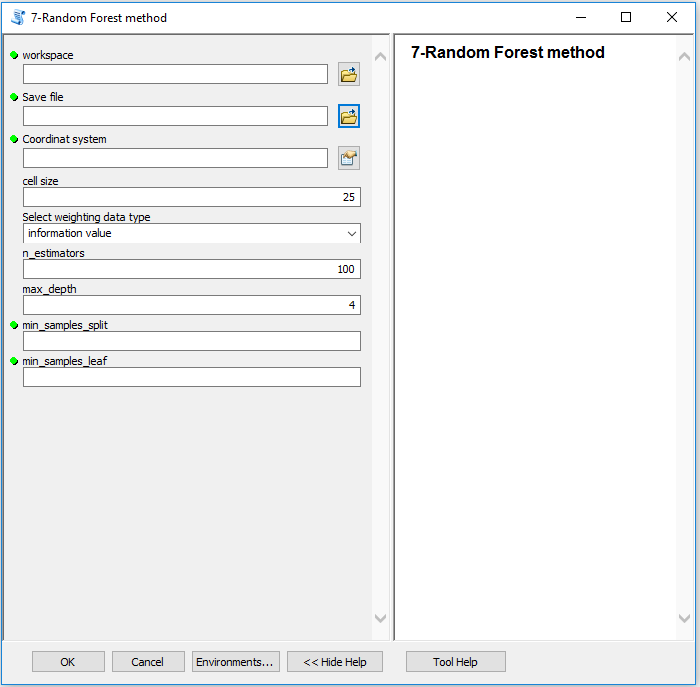 7-Random Forest method
workspace
Save file
Coordinat system
cell size
25
Select weighting data type
information value
n_estimators
100
max_depth
4
min_samples_split
min_samples_leaf
7-Random Forest method
OK
Cancel
Environments...
<< Hide Help
Tool Help